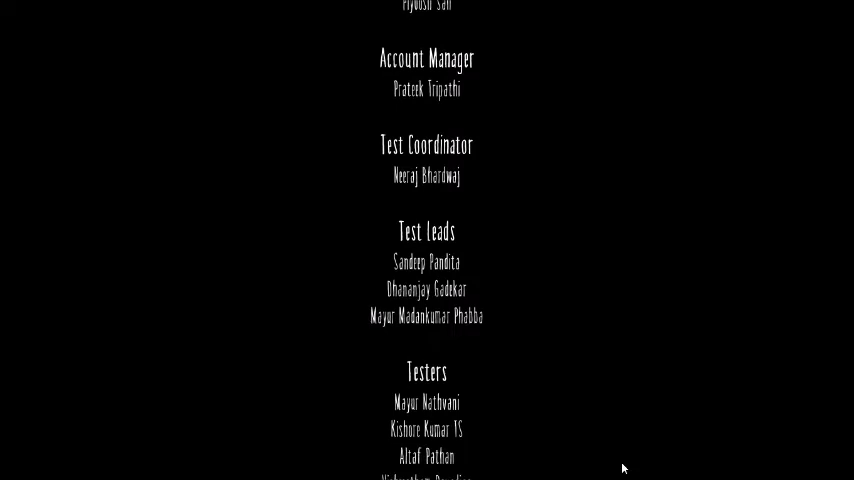 Account Manager
Prateek Tripathi
Test Coordinator
Neeraj Bhardwaj
Test Leads
Sandeep Pandita
Dhananjay Gadekar
Mayur Madankumar Phabba
Testers
Mayur Nathvani
Kishore Kumar TS
Altaf Pathan